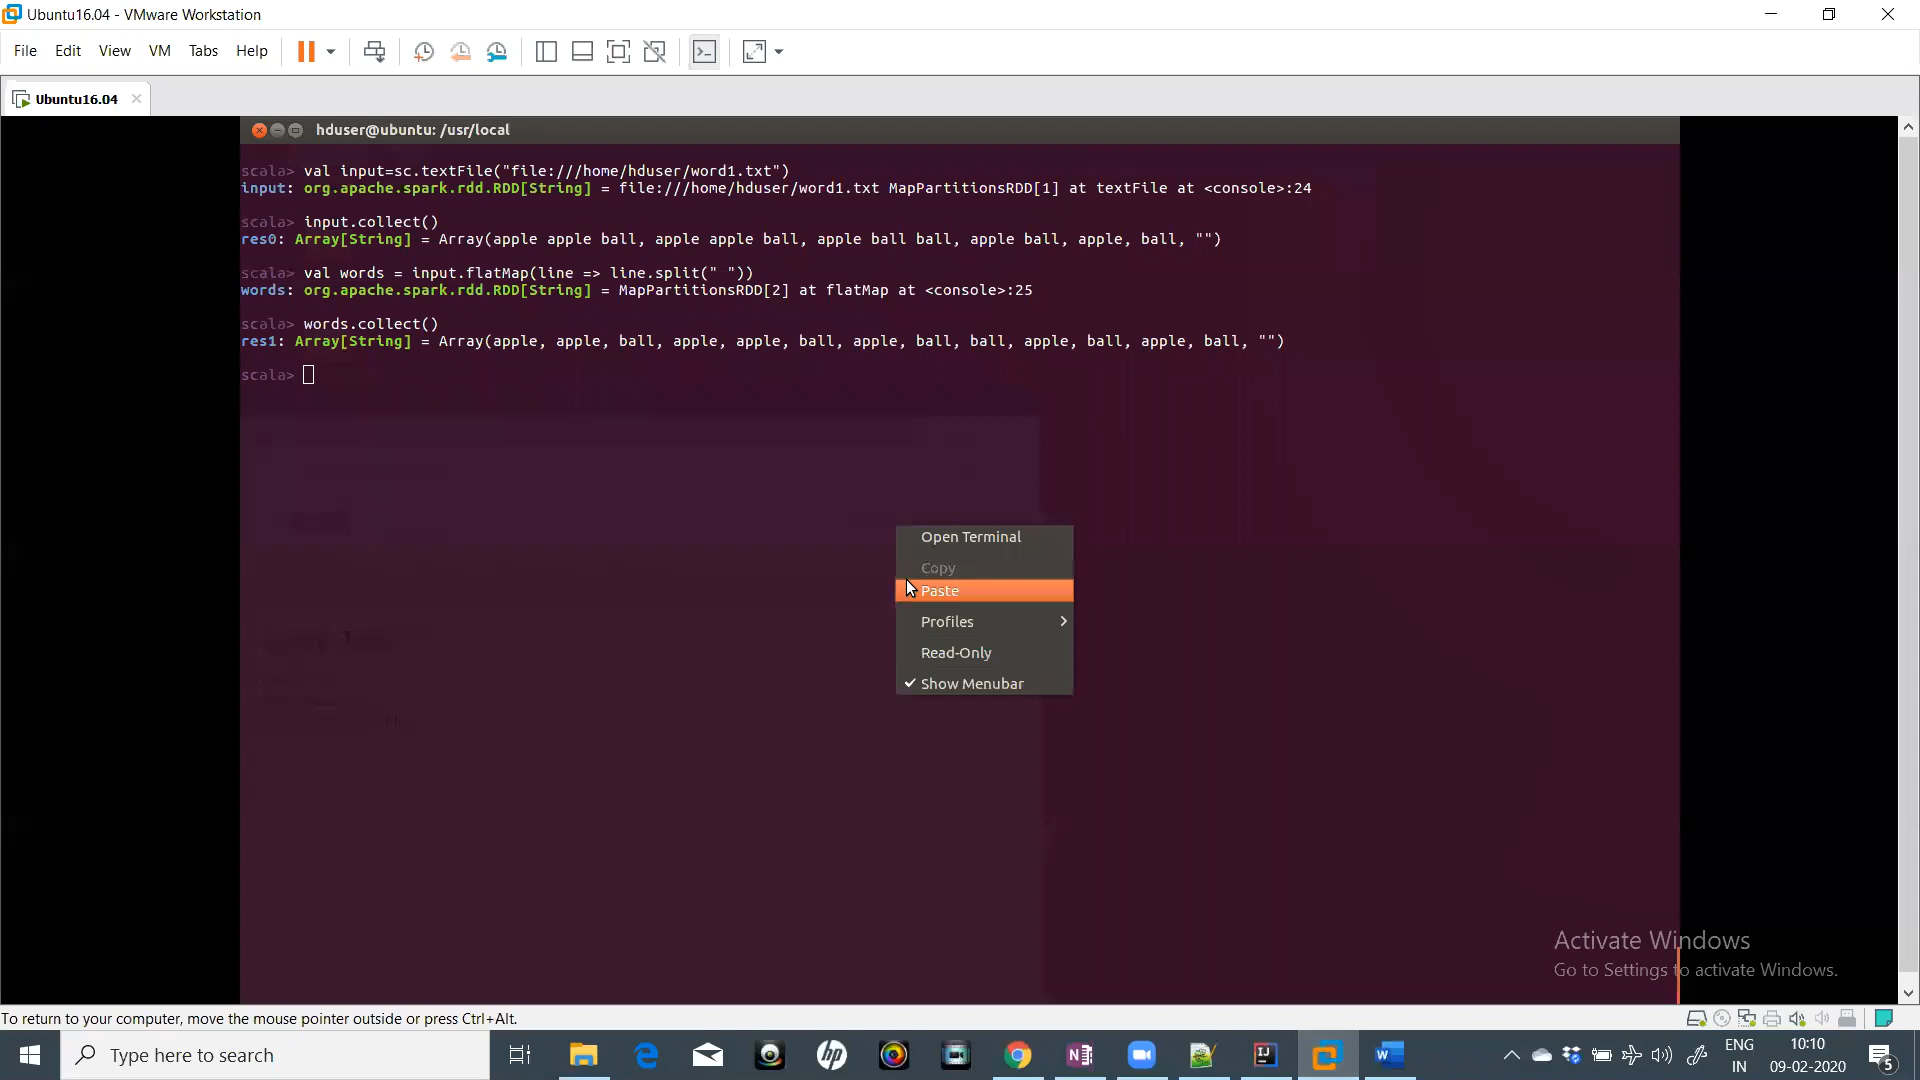 Ubuntu16.04 - VMware Workstation
File Edit View VM Tabs Help
Ubuntu16.04
hduser@ubuntu: /usr/local
scala> val input=sc.textFile("file:///home/hduser/word1.txt")
input: org.apache.spark.rdd.RDD[String] = file:///home/hduser/word1.txt MapPartitionsRDD[1] at textFile at <console>:24
scala> input.collect()
res0: Array[String] = Array(apple apple ball, apple apple ball, apple ball ball, apple ball, apple, ball, "")
scala> val words = input.flatMap(line => line.split(" "))
words: org.apache.spark.rdd.RDD[String] = MapPartitionsRDD[2] at flatMap at <console>:25
scala> words.collect()
res1: Array[String] = Array(apple, apple, ball, apple, apple, ball, apple, ball, ball, apple, ball, apple, ball, "")
scala>
Open Terminal
Copy
Paste
Profiles
Read-Only
Show Menubar
Activate Windows
Go to Settings to activate Windows.
To return to your computer, move the mouse pointer outside or press Ctrl+Alt.
Type here to search
hp
N
IJ
W
ENG
IN
10:10
09-02-2020
5